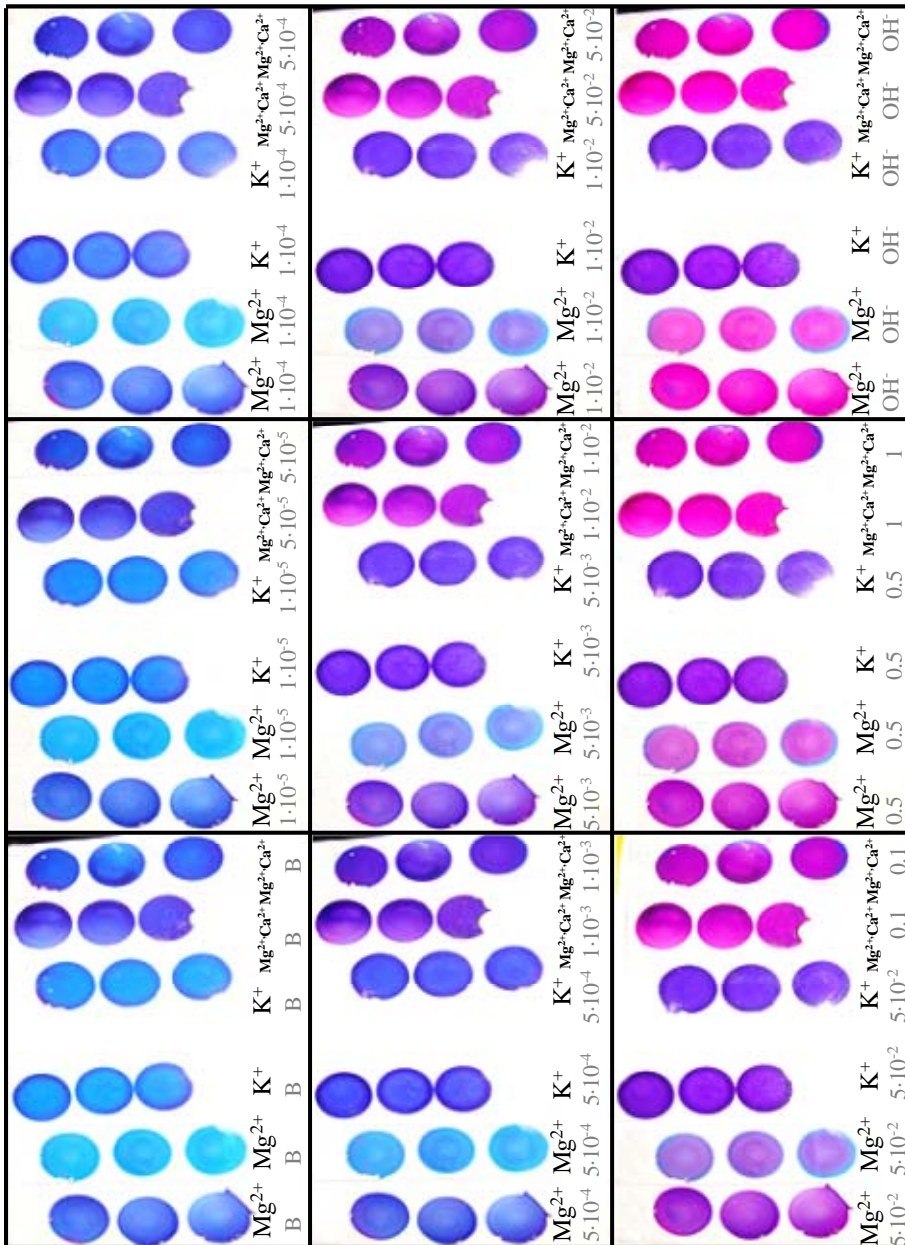 Mg²⁺ Mg²⁺ K⁺ K⁺ Mg²⁺·Ca²⁺ Mg²⁺·Ca²⁺
B B B B B B
Mg²⁺ Mg²⁺ K⁺ K⁺ Mg²⁺·Ca²⁺ Mg²⁺·Ca²⁺
1·10⁻⁵ 1·10⁻⁵ 1·10⁻⁵ 1·10⁻⁵ 5·10⁻⁵ 5·10⁻⁵
Mg²⁺ Mg²⁺ K⁺ K⁺ Mg²⁺·Ca²⁺ Mg²⁺·Ca²⁺
1·10⁻⁴ 1·10⁻⁴ 1·10⁻⁴ 1·10⁻⁴ 5·10⁻⁴ 5·10⁻⁴
Mg²⁺ Mg²⁺ K⁺ K⁺ Mg²⁺·Ca²⁺ Mg²⁺·Ca²⁺
5·10⁻⁴ 5·10⁻⁴ 5·10⁻⁴ 5·10⁻⁴ 1·10⁻³ 1·10⁻³
Mg²⁺ Mg²⁺ K⁺ K⁺ Mg²⁺·Ca²⁺ Mg²⁺·Ca²⁺
5·10⁻³ 5·10⁻³ 5·10⁻³ 5·10⁻³ 1·10⁻² 1·10⁻²
Mg²⁺ Mg²⁺ K⁺ K⁺ Mg²⁺·Ca²⁺ Mg²⁺·Ca²⁺
1·10⁻² 1·10⁻² 1·10⁻² 1·10⁻² 5·10⁻² 5·10⁻²
Mg²⁺ Mg²⁺ K⁺ K⁺ Mg²⁺·Ca²⁺ Mg²⁺·Ca²⁺
5·10⁻² 5·10⁻² 5·10⁻² 5·10⁻² 0.1 0.1
Mg²⁺ Mg²⁺ K⁺ K⁺ Mg²⁺·Ca²⁺ Mg²⁺·Ca²⁺
0.5 0.5 0.5 0.5 1 1
Mg²⁺ Mg²⁺ K⁺ K⁺ Mg²⁺·Ca²⁺ Mg²⁺·Ca²⁺
OH⁻ OH⁻ OH⁻ OH⁻ OH⁻ OH⁻